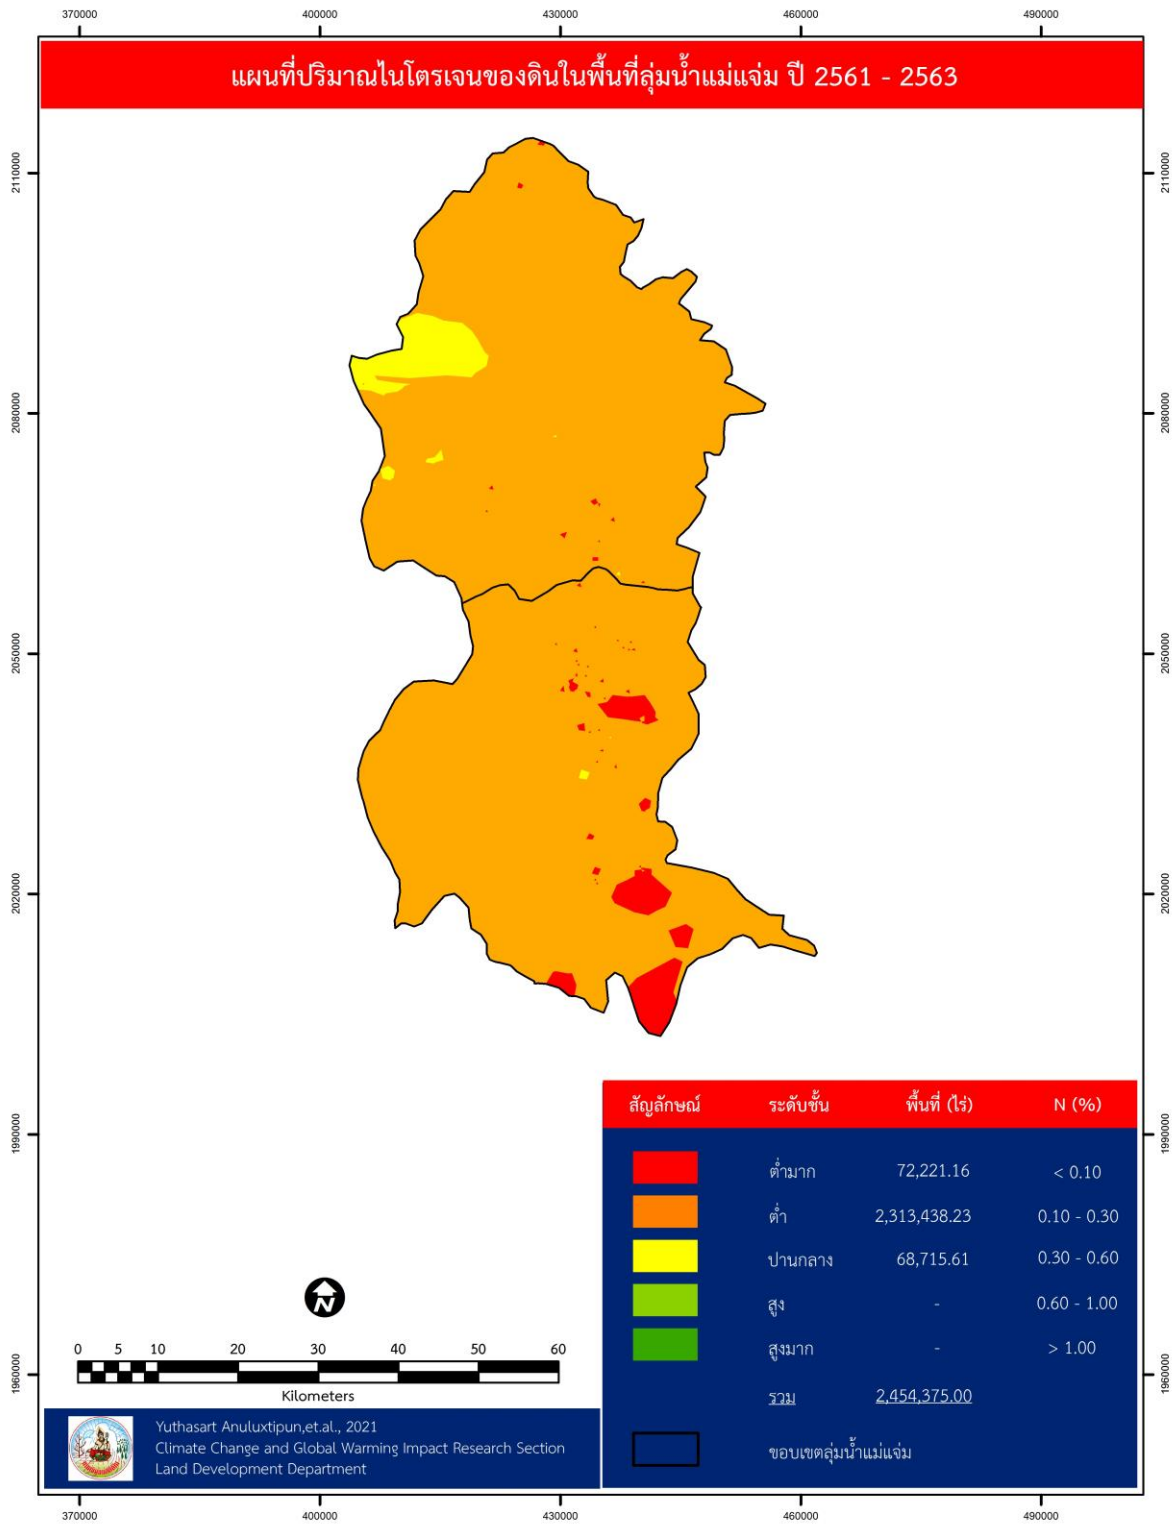 370000 400000 430000 460000 490000
แผนที่ปริมาณไนโตรเจนของดินในพื้นที่ลุ่มน้ำแม่แจ่ม ปี 2561 - 2563
2110000 2110000
2080000 2080000
2050000 2050000
2020000 2020000
1990000 1990000
1960000 1960000
สัญลักษณ์ ระดับชั้น พื้นที่ (ไร่) N (%)
ต่ำมาก 72,221.16 < 0.10
ต่ำ 2,313,438.23 0.10 - 0.30
ปานกลาง 68,715.61 0.30 - 0.60
สูง - 0.60 - 1.00
สูงมาก - > 1.00
รวม 2,454,375.00
ขอบเขตลุ่มน้ำแม่แจ่ม
N
0 5 10 20 30 40 50 60
Kilometers
Yuthasart Anuluxtipun,et.al., 2021
Climate Change and Global Warming Impact Research Section
Land Development Department
370000 400000 430000 460000 490000